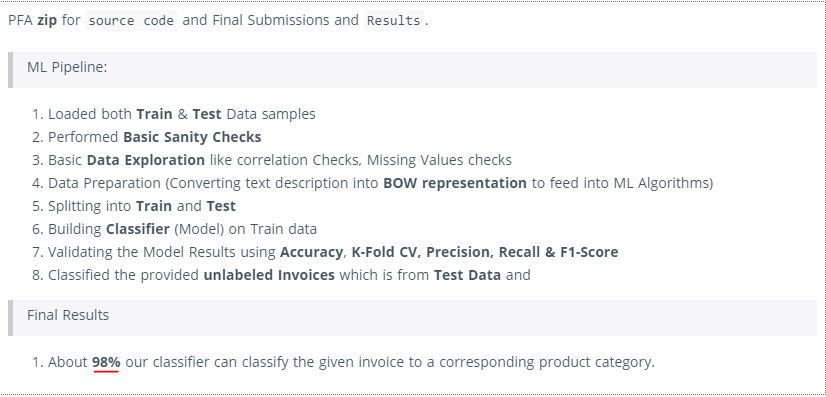 PFA zip for source code and Final Submissions and Results.
ML Pipeline:
1. Loaded both Train & Test Data samples
2. Performed Basic Sanity Checks
3. Basic Data Exploration like correlation Checks, Missing Values checks
4. Data Preparation (Converting text description into BOW representation to feed into ML Algorithms)
5. Splitting into Train and Test
6. Building Classifier (Model) on Train data
7. Validating the Model Results using Accuracy, K-Fold CV, Precision, Recall & F1-Score
8. Classified the provided unlabeled Invoices which is from Test Data and
Final Results
1. About 98% our classifier can classify the given invoice to a corresponding product category.